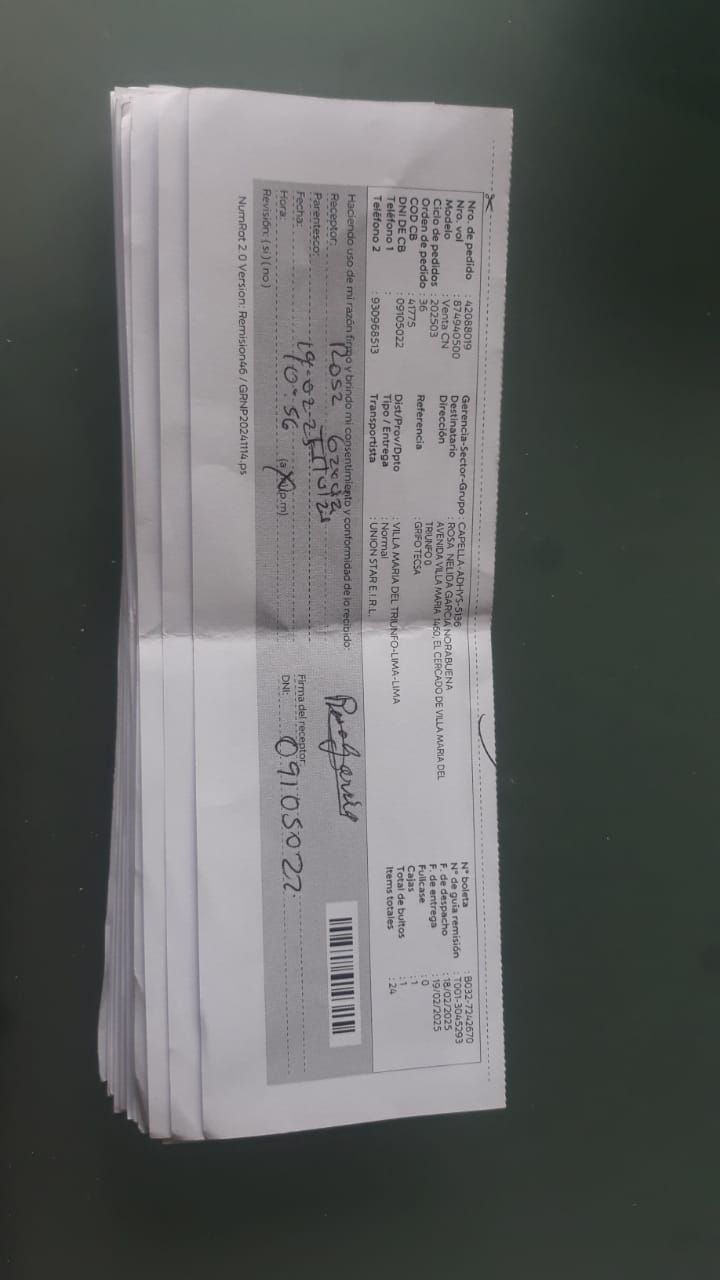 Nro. de pedido : 42088019
Nro. vol : 874940500
Modelo : Venta CN
Ciclo de pedidos : 202503
Orden de pedido : 36
COD CB : 41775
DNI DE CB : 09105022
Teléfono 1 :
Teléfono 2 : 930968513
Gerencia-Sector-Grupo : CAPELLA-ADHYS-5136
Destinatario : ROSA NELIDA GARCIA NORABUENA
Dirección : AVENIDA VILLA MARIA 1460, EL CERCADO DE VILLA MARIA DEL
TRIUNFO 0
Referencia : GRIFO TECSA
Dist/Prov/Dpto : VILLA MARIA DEL TRIUNFO-LIMA-LIMA
Tipo / Entrega : Normal
Transportista : UNION STAR E.I.R.L.
N° boleta : B032-7242670
N° de guía remisión : T001-3045293
F. de despacho : 18/02/2025
F. de entrega : 19/02/2025
Fullcase : 0
Cajas : 1
Total de bultos : 1
Items totales : 24
Haciendo uso de mi razón firmo y brindo mi consentimiento y conformidad de lo recibido:
Receptor:
Parentesco:
Fecha: 19-02-25
Hora: 10:56 (a.m)(p.m)
Revisión: ( si ) ( no )
Firma del receptor:
DNI: 09105022
NumRot 2.0 Version: Remision46 / GRNP20241114.ps